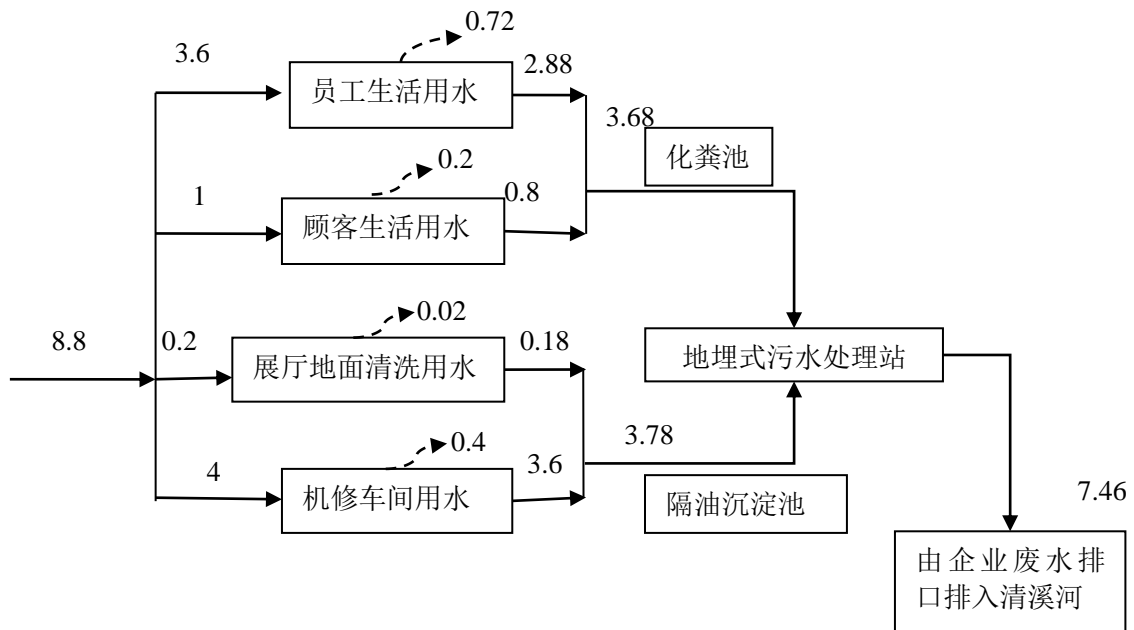 0.72
3.6
2.88
员工生活用水
3.68
化粪池
0.2
1
0.8
顾客生活用水
0.02
8.8
0.2
0.18
展厅地面清洗用水
地埋式污水处理站
0.4
3.78
4
3.6
机修车间用水
隔油沉淀池
7.46
由企业废水排
口排入清溪河